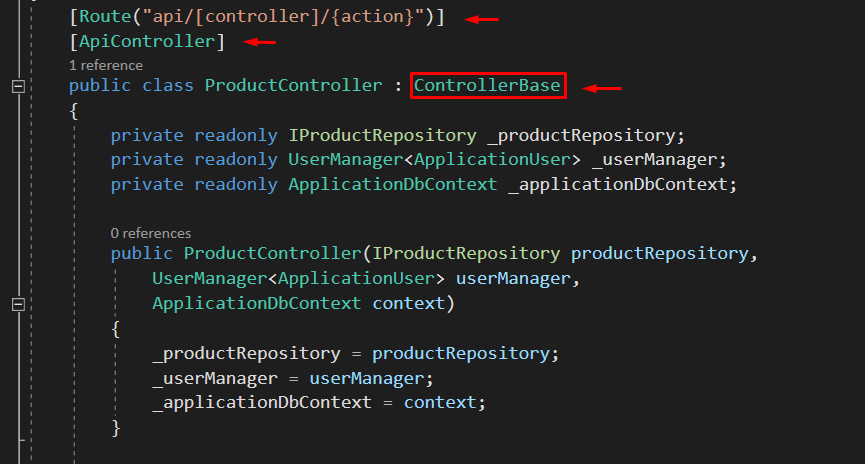 [Route("api/[controller]/{action}")]
[ApiController]
1 reference
public class ProductController : ControllerBase
{
private readonly IProductRepository _productRepository;
private readonly UserManager<ApplicationUser> _userManager;
private readonly ApplicationDbContext _applicationDbContext;
0 references
public ProductController(IProductRepository productRepository,
UserManager<ApplicationUser> userManager,
ApplicationDbContext context)
{
_productRepository = productRepository;
_userManager = userManager;
_applicationDbContext = context;
}